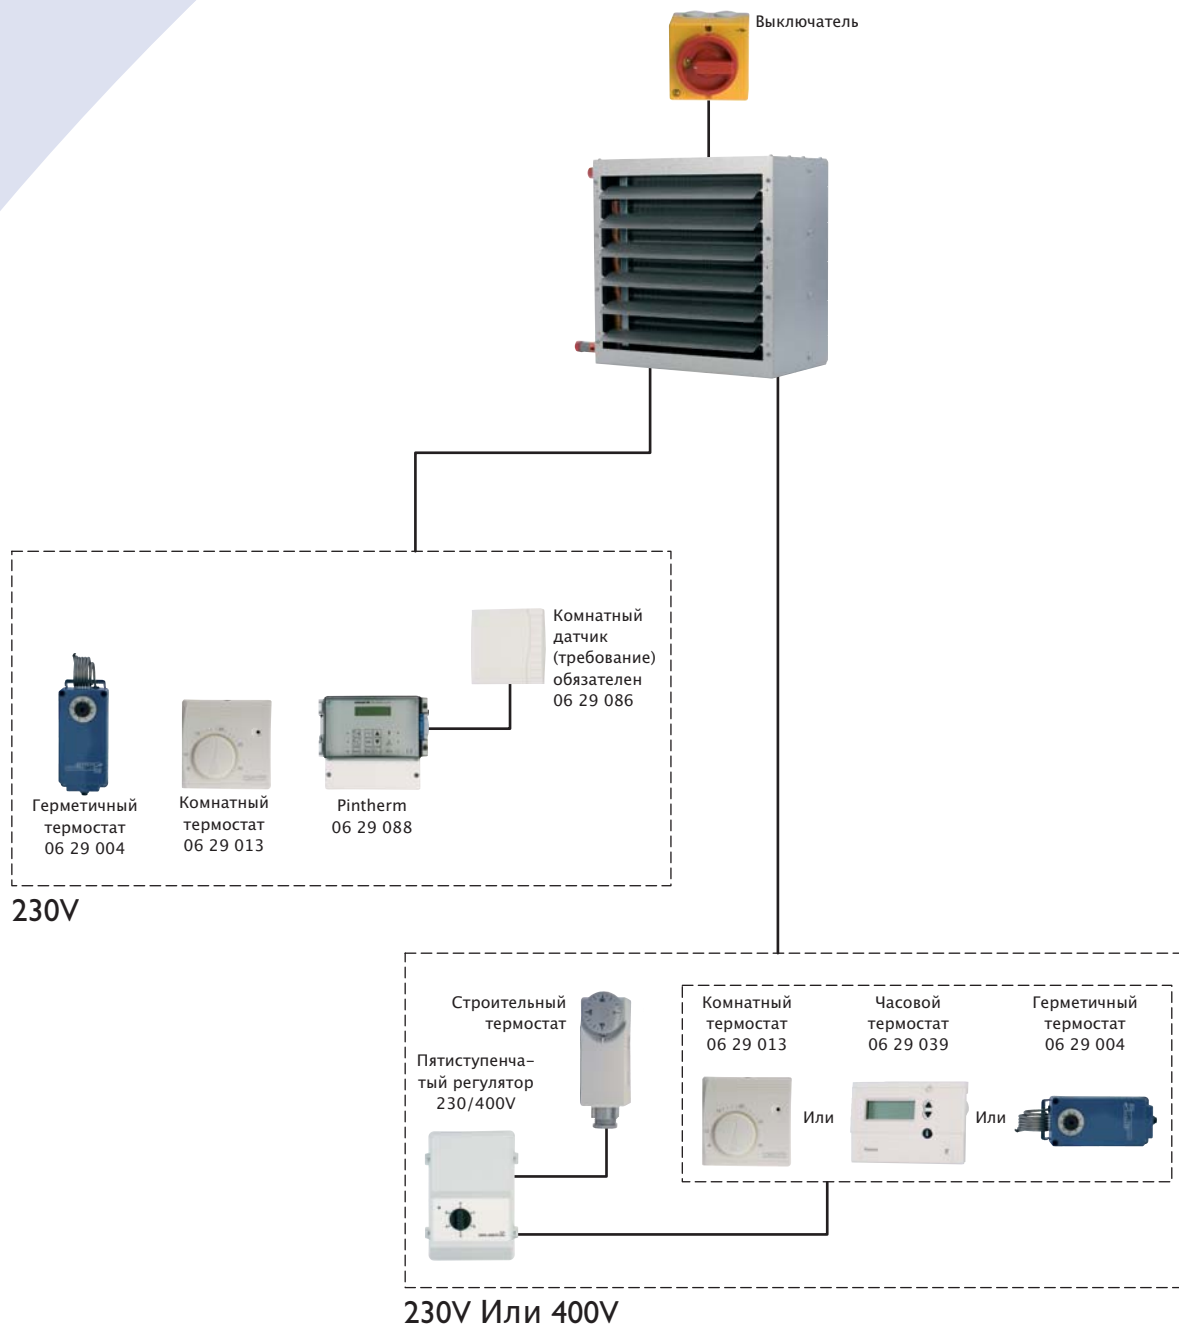 Выключатель
Комнатный
датчик
(требование)
обязателен
06 29 086
Герметичный
термостат
06 29 004
Комнатный
термостат
06 29 013
Pintherm
06 29 088
230V
Строительный
термостат
Пятиступенча-
тый регулятор
230/400V
Комнатный
термостат
06 29 013
Часовой
термостат
06 29 039
Герметичный
термостат
06 29 004
Или
Или
230V Или 400V